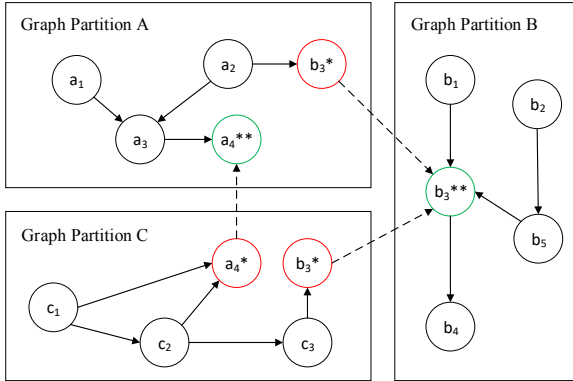 Graph Partition A
a₁
a₂
b₃*
a₃
a₄**
Graph Partition B
b₁
b₂
b₃**
b₅
b₄
Graph Partition C
a₄*
b₃*
c₁
c₂
c₃